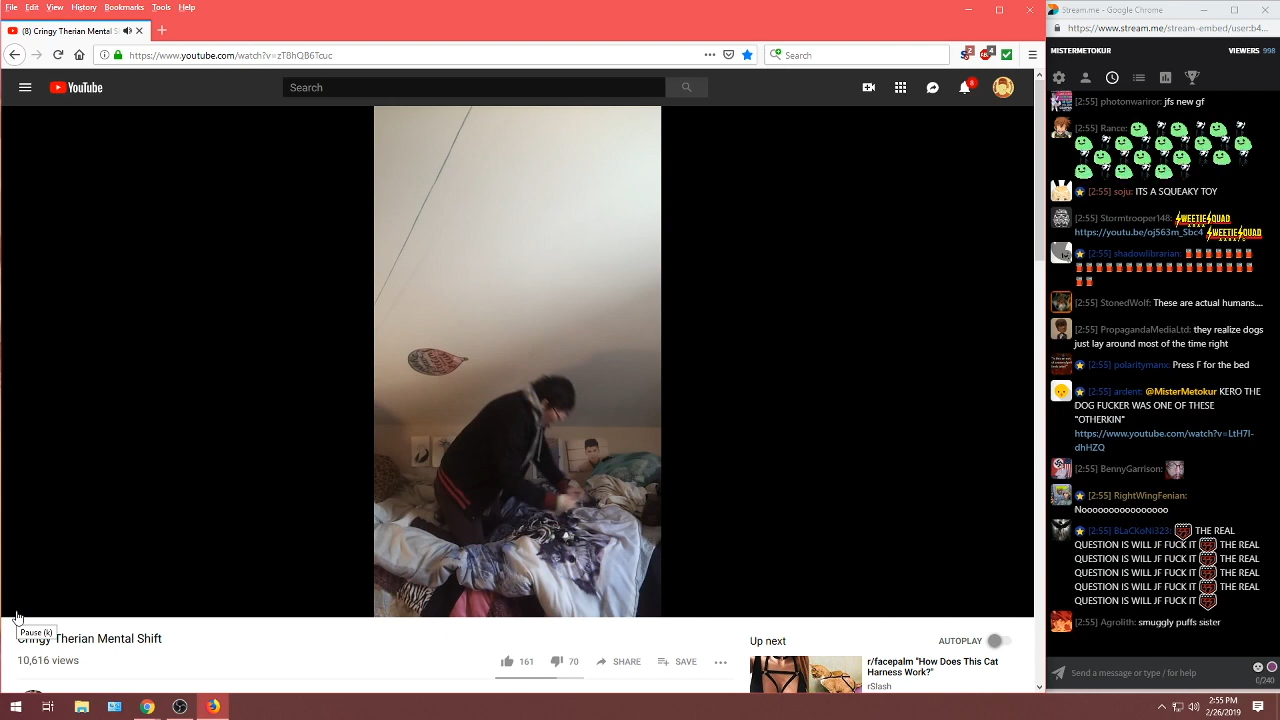 File Edit View History Bookmarks Tools Help
(8) Cringy Therian Mental S
https://www.youtube.com/watch?v=zT8hQB6Tcuc
Search
YouTube
Search
8
Pause (k)
Cringy Therian Mental Shift
10,616 views
161
70
SHARE
SAVE
Up next
AUTOPLAY
r/facepalm "How Does This Cat
Harness Work?"
rSlash
Stream.me - Google Chrome
https://www.stream.me/stream-embed/user:b4...
MISTERMETOKUR
VIEWERS 998
[2:55] photonwariror: jfs new gf
[2:55] Rance:
[2:55] soju: ITS A SQUEAKY TOY
[2:55] Stormtrooper148: SWEETIE SQUAD
https://youtu.be/oj563m_Sbc4 SWEETIE SQUAD
[2:55] shadowlibrarian:
[2:55] StonedWolf: These are actual humans....
[2:55] PropagandaMediaLtd: they realize dogs
just lay around most of the time right
[2:55] polaritymanx: Press F for the bed
[2:55] ardent: @MisterMetokur KERO THE
DOG FUCKER WAS ONE OF THESE
"OTHERKIN"
https://www.youtube.com/watch?v=LtH7I-
dhHZQ
[2:55] BennyGarrison:
[2:55] RightWingFenian:
Nooooooooooooooooo
[2:55] BLaCKoNi323: THE REAL
QUESTION IS WILL JF FUCK IT THE REAL
QUESTION IS WILL JF FUCK IT THE REAL
QUESTION IS WILL JF FUCK IT THE REAL
QUESTION IS WILL JF FUCK IT THE REAL
QUESTION IS WILL JF FUCK IT
[2:55] Agrolith: smuggly puffs sister
Send a message or type / for help
0/240
2:55 PM
2/26/2019